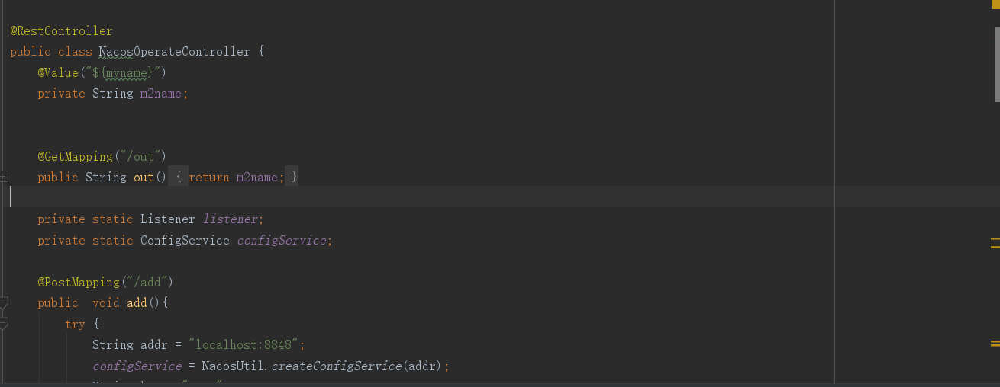 @RestController
public class NacosOperateController {
@Value("${myname}")
private String m2name;
@GetMapping("/out")
public String out() { return m2name; }
private static Listener listener;
private static ConfigService configService;
@PostMapping("/add")
public  void add(){
try {
String addr = "localhost:8848";
configService = NacosUtil.createConfigService(addr);